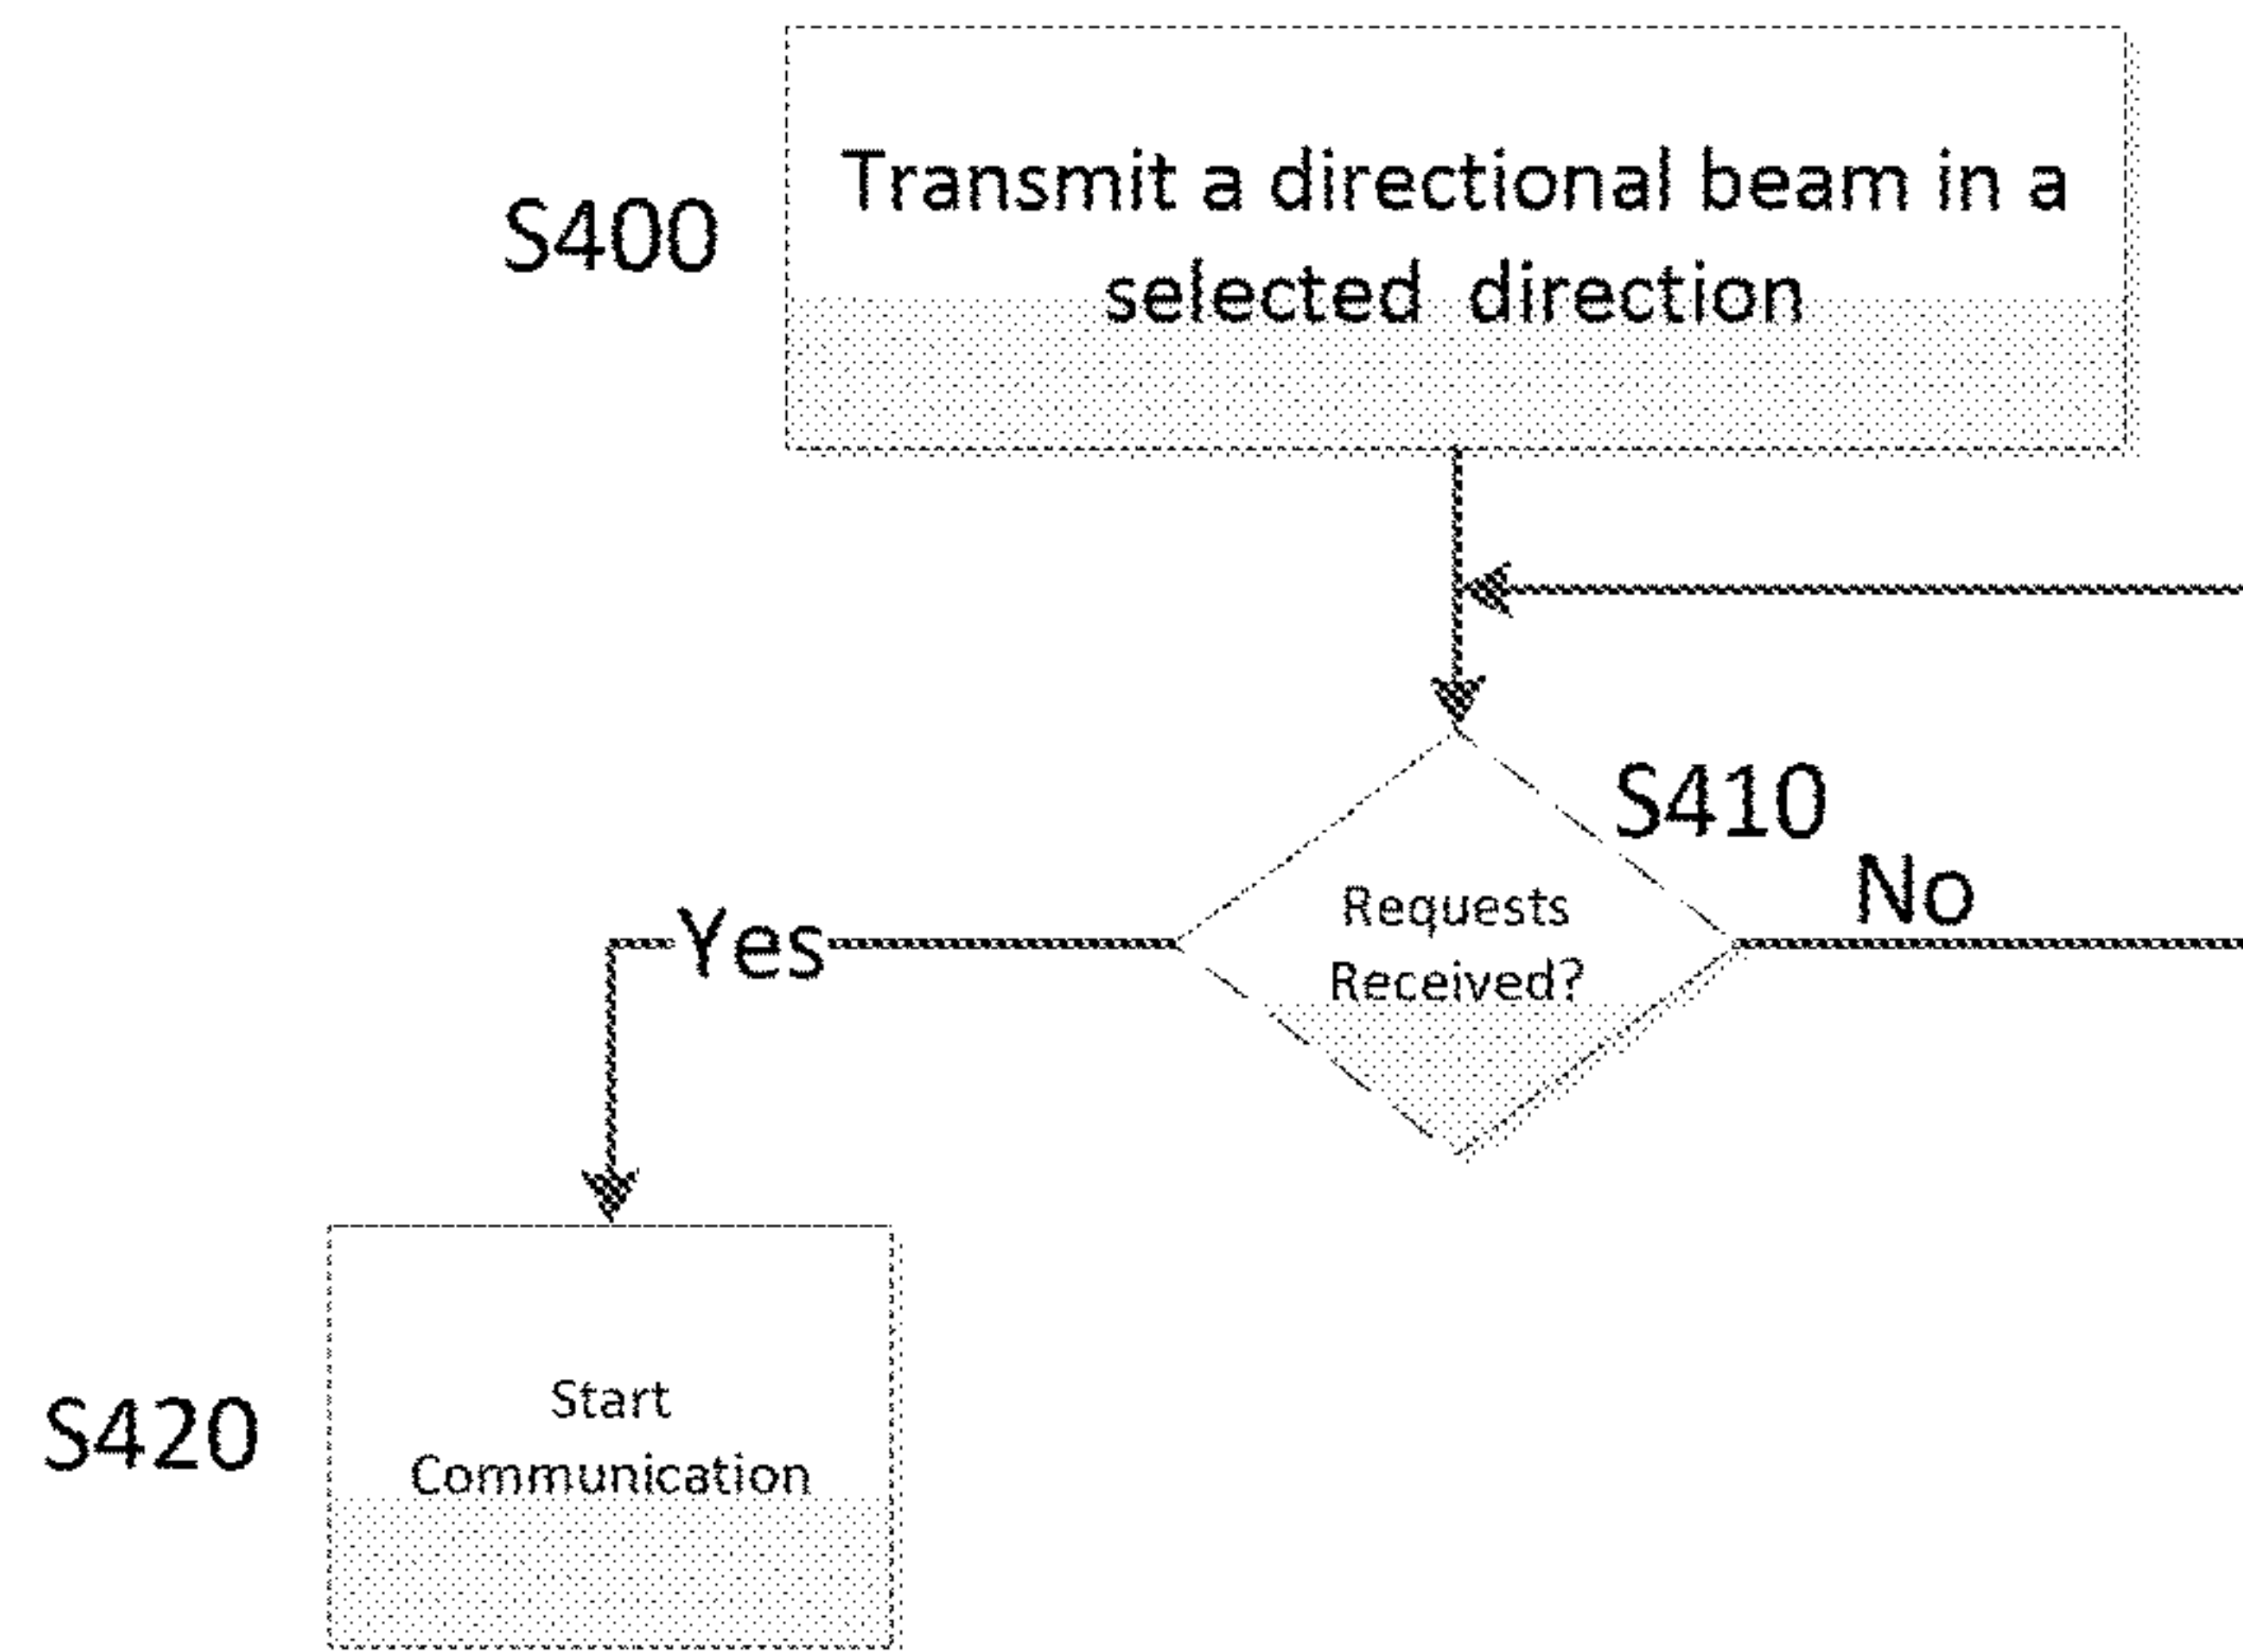 S400
Transmit a directional beam in a
selected direction
S410
Requests
Received?
No
Yes
S420
Start
Communication